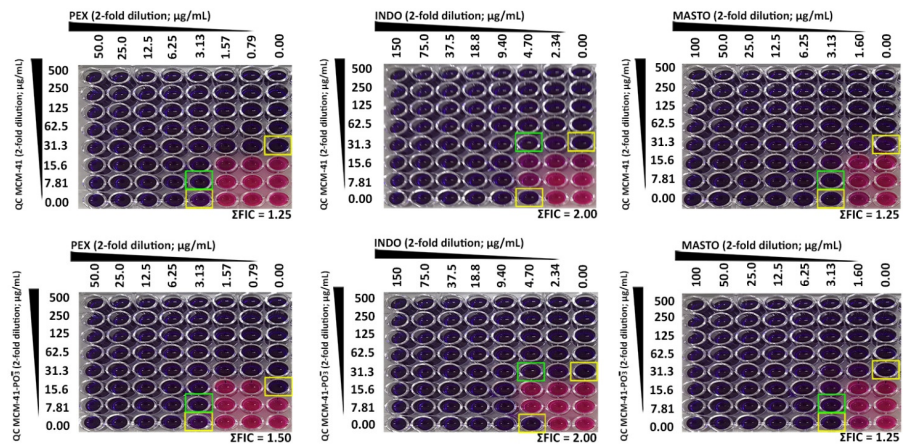 PEX (2-fold dilution; µg/mL)
50.0 25.0 12.5 6.25 3.13 1.57 0.79 0.00
QC MCM-41 (2-fold dilution; µg/mL)
500
250
125
62.5
31.3
15.6
7.81
0.00
ΣFIC = 1.25
INDO (2-fold dilution; µg/mL)
150 75.0 37.5 18.8 9.40 4.70 2.34 0.00
500
250
125
62.5
31.3
15.6
7.81
0.00
ΣFIC = 2.00
MASTO (2-fold dilution; µg/mL)
100 50.0 25.0 12.5 6.25 3.13 1.60 0.00
QC MCM-41 (2-fold dilution; µg/mL)
500
250
125
62.5
31.3
15.6
7.81
0.00
ΣFIC = 1.25
PEX (2-fold dilution; µg/mL)
50.0 25.0 12.5 6.25 3.13 1.57 0.79 0.00
QC MCM-41-PO₃⁻ (2-fold dilution; µg/mL)
500
250
125
62.5
31.3
15.6
7.81
0.00
ΣFIC = 1.50
INDO (2-fold dilution; µg/mL)
150 75.0 37.5 18.8 9.40 4.70 2.34 0.00
QC MCM-41-PO₃⁻ (2-fold dilution; µg/mL)
500
250
125
62.5
31.3
15.6
7.81
0.00
ΣFIC = 2.00
MASTO (2-fold dilution; µg/mL)
100 50.0 25.0 12.5 6.25 3.13 1.60 0.00
QC MCM-41-PO₃⁻ (2-fold dilution; µg/mL)
500
250
125
62.5
31.3
15.6
7.81
0.00
ΣFIC = 1.25